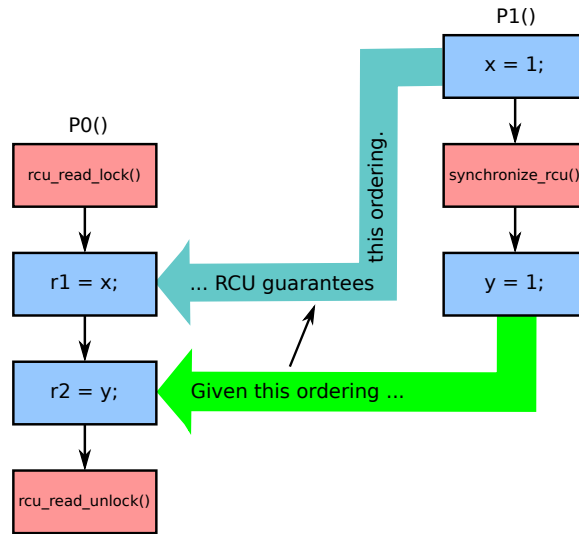 P1()
x = 1;
P0()
this ordering.
rcu_read_lock()
synchronize_rcu()
r1 = x;
... RCU guarantees
y = 1;
r2 = y;
Given this ordering ...
rcu_read_unlock()